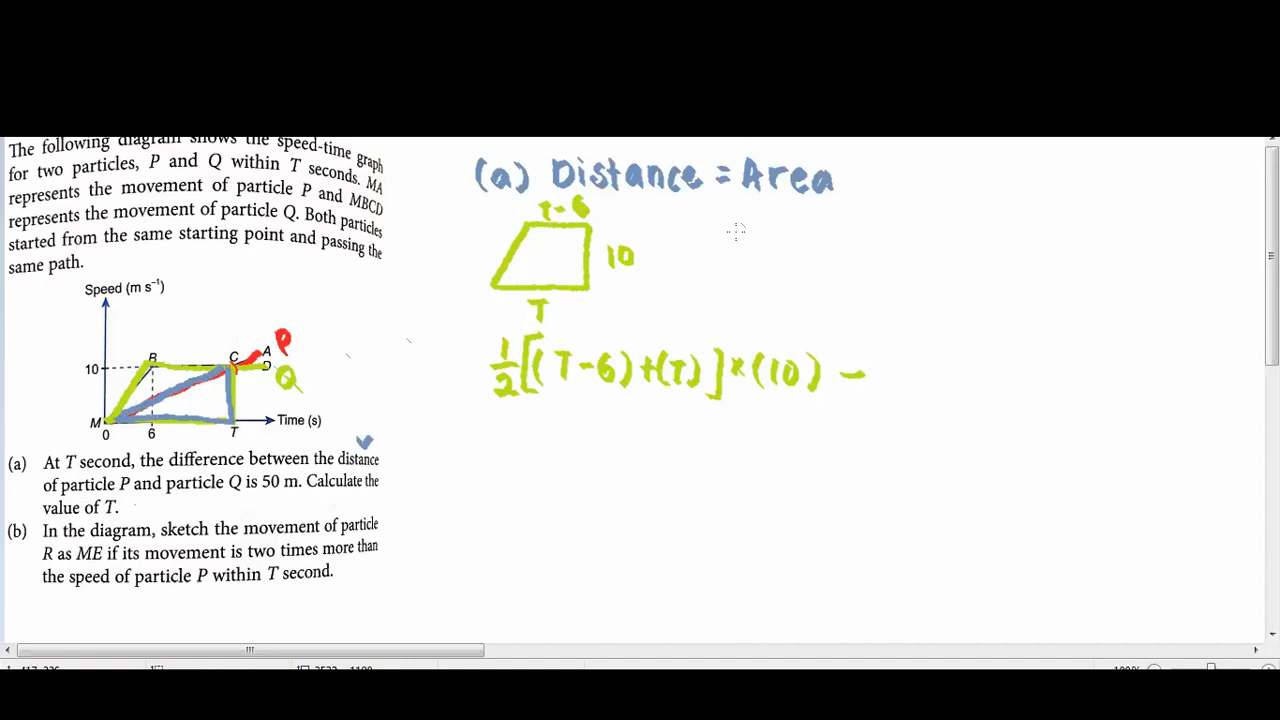 The following diagram shows the speed-time graph
for two particles, P and Q within T seconds. MA
represents the movement of particle P and MBCD
represents the movement of particle Q. Both particles
started from the same starting point and passing the
same path.
Speed (m s⁻¹)
P
B C A
10 D
Q
M
0 6 T Time (s)
(a) At T second, the difference between the distance
of particle P and particle Q is 50 m. Calculate the
value of T.
(b) In the diagram, sketch the movement of particle
R as ME if its movement is two times more than
the speed of particle P within T second.
(a) Distance = Area
T-6
10
T
1/2[(T-6)+(T)]×(10) -